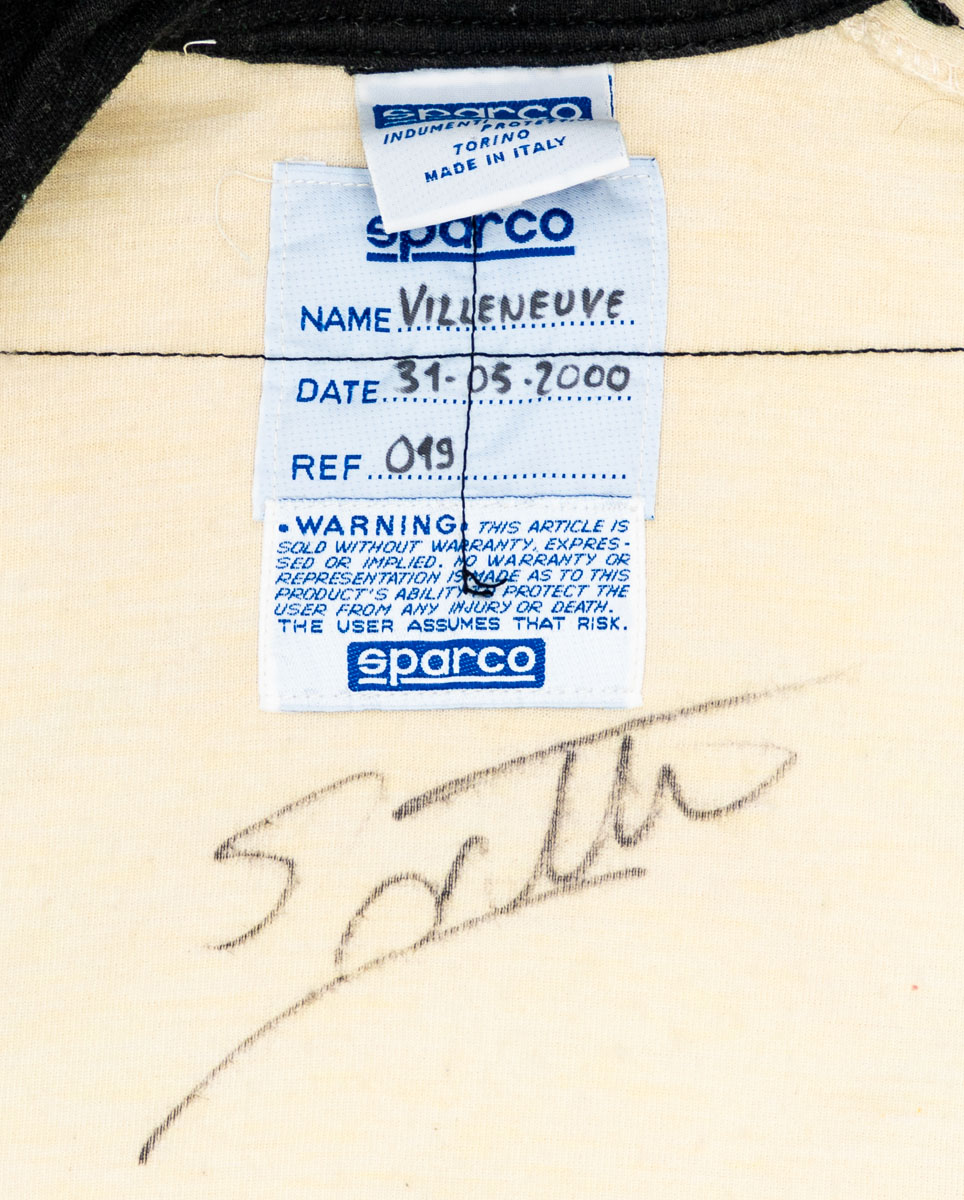 sparco
INDUMENTI PROTETTIVI
TORINO
MADE IN ITALY
sparco
NAME VILLENEUVE
DATE 31-05-2000
REF 019
•WARNING• THIS ARTICLE IS
SOLD WITHOUT WARRANTY, EXPRES-
SED OR IMPLIED. NO WARRANTY OR
REPRESENTATION IS MADE AS TO THIS
PRODUCT'S ABILITY TO PROTECT THE
USER FROM ANY INJURY OR DEATH.
THE USER ASSUMES THAT RISK.
sparco